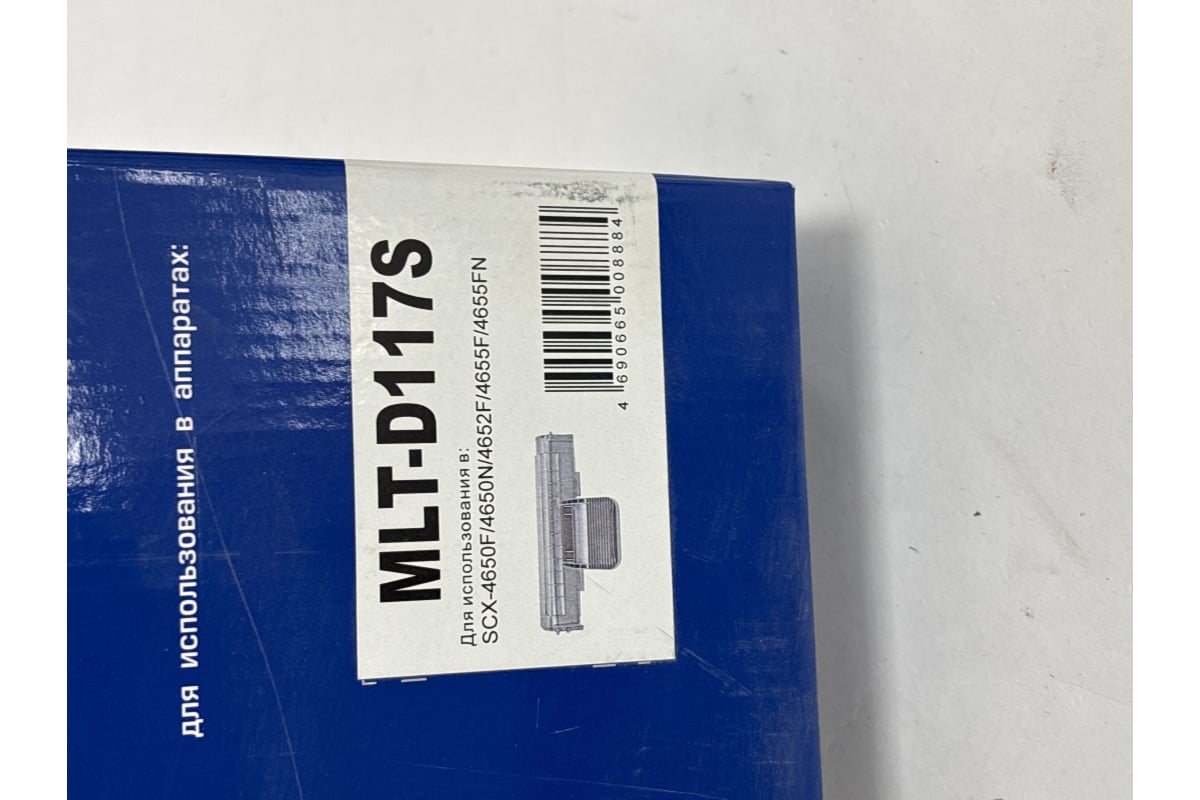 для использования в аппаратах:
MLT-D117S
Для использования в:
SCX-4650F/4650N/4652F/4655F/4655FN
4 690665 008884